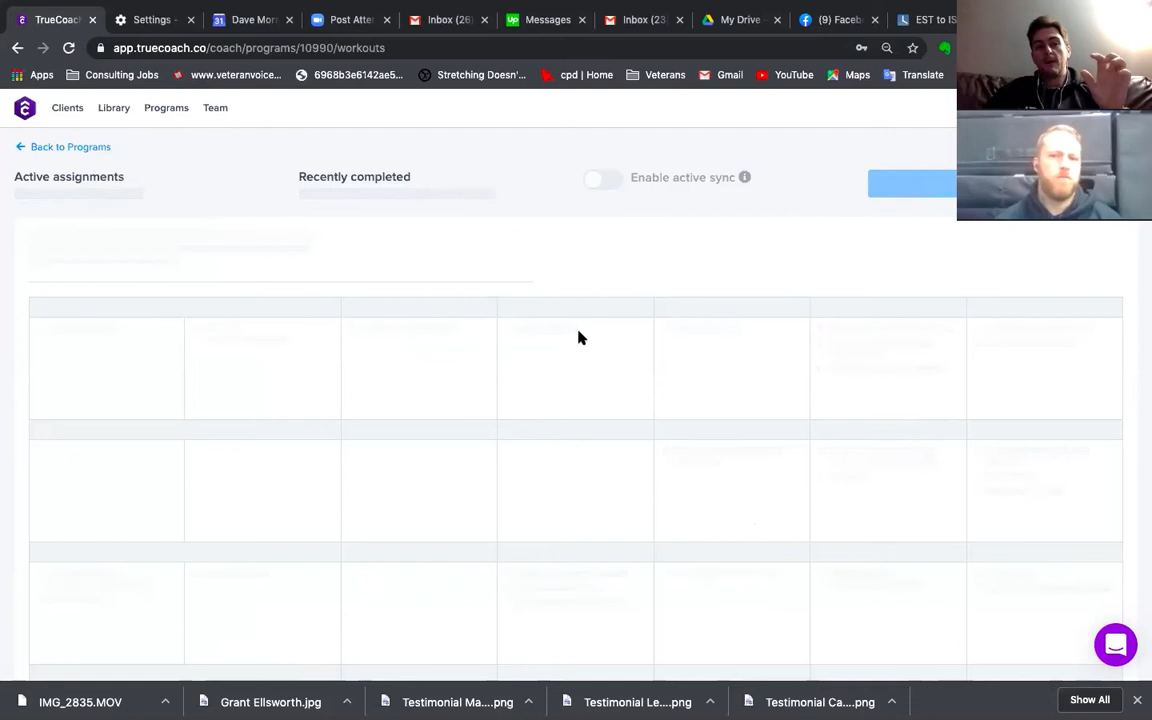 TrueCoac
Settings -
Dave Morr
Post Atter
Inbox (26)
Messages
Inbox (23
My Drive -
(9) Faceb
EST to IS
app.truecoach.co/coach/programs/10990/workouts
Apps
Consulting Jobs
www.veteranvoice...
6968b3e6142ae5...
Stretching Doesn'...
cpd | Home
Veterans
Gmail
YouTube
Maps
Translate
Clients
Library
Programs
Team
Back to Programs
Active assignments
Recently completed
Enable active sync
IMG_2835.MOV
Grant Ellsworth.jpg
Testimonial Ma....png
Testimonial Le....png
Testimonial Ca....png
Show All